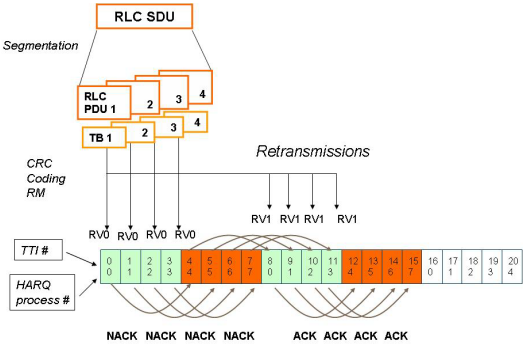 RLC SDU
Segmentation
RLC
PDU 1
2
3
4
TB 1
2
3
4
CRC
Coding
RM
Retransmissions
RV1 RV1 RV1 RV1
RV0 RV0 RV0 RV0
TTI #
0 1 2 3 4 5 6 7 8 9 10 11 12 13 14 15 16 17 18 19 20
HARQ
process #
0 1 2 3 4 5 6 7 0 1 2 3 4 5 6 7 0 1 2 3 4
NACK NACK NACK NACK ACK ACK ACK ACK